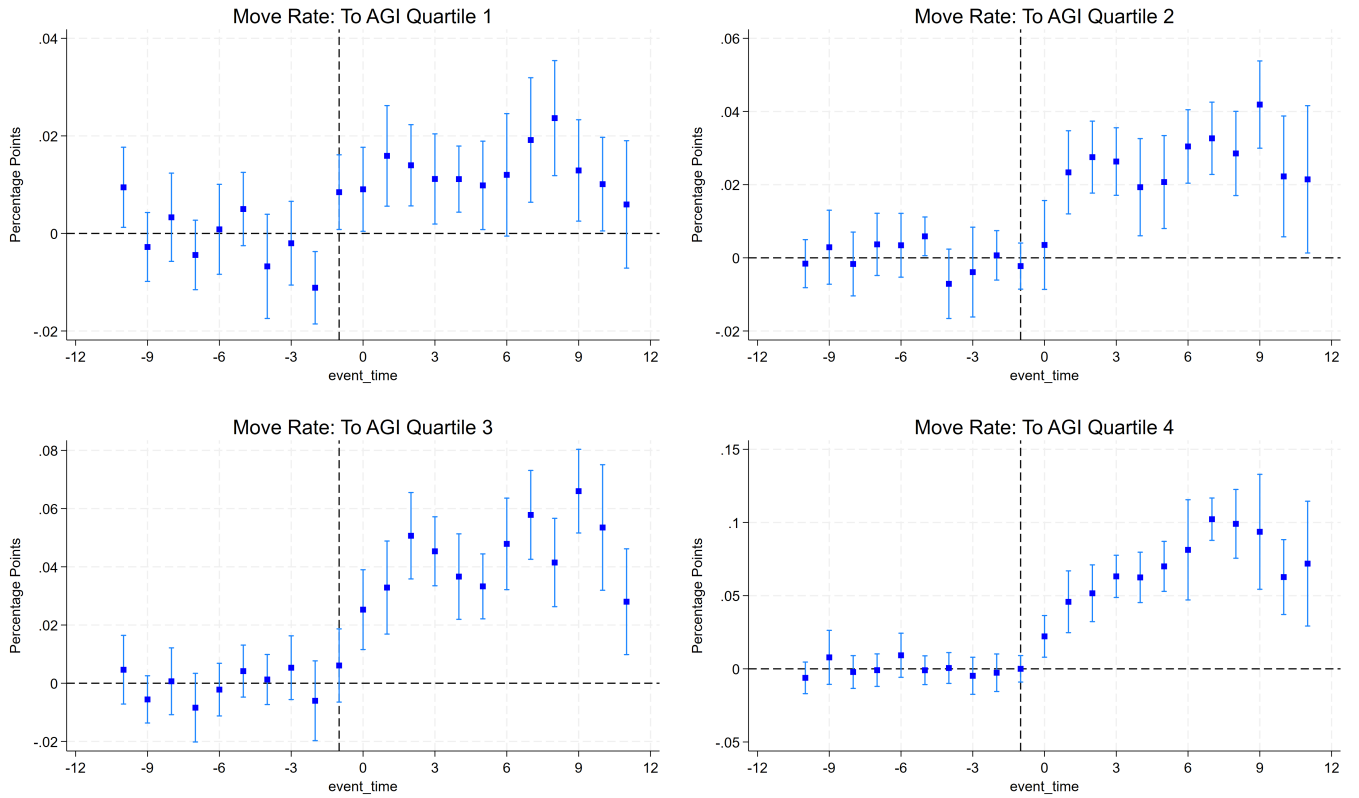 Move Rate: To AGI Quartile 1
.04
.02
0
-.02
Percentage Points
-12 -9 -6 -3 0 3 6 9 12
event_time
Move Rate: To AGI Quartile 2
.06
.04
.02
0
-.02
Percentage Points
-12 -9 -6 -3 0 3 6 9 12
event_time
Move Rate: To AGI Quartile 3
.08
.06
.04
.02
0
-.02
Percentage Points
-12 -9 -6 -3 0 3 6 9 12
event_time
Move Rate: To AGI Quartile 4
.15
.1
.05
0
-.05
Percentage Points
-12 -9 -6 -3 0 3 6 9 12
event_time